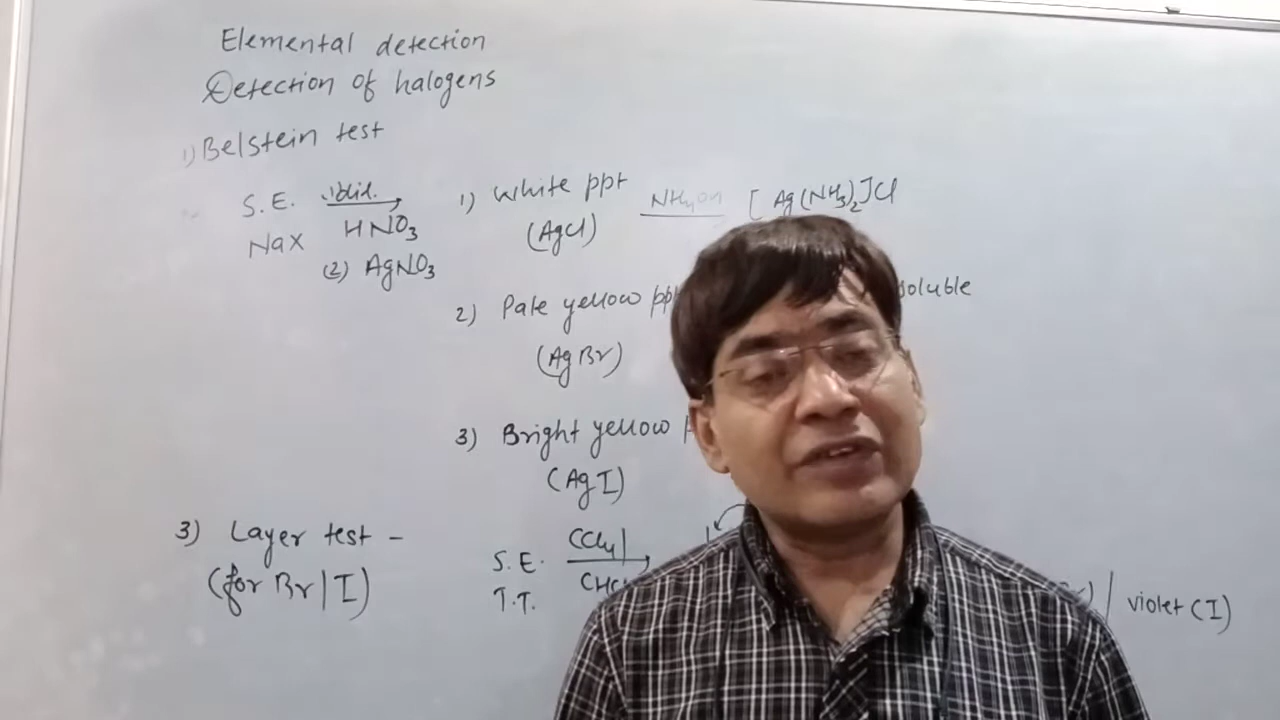 Elemental detection
Detection of halogens
1) Belstein test
S.E. 1) dil. HNO3
NaX (2) AgNO3
1) White ppt NH4OH [Ag(NH3)2]Cl
(AgCl)
2) Pale yellow ppt soluble
(AgBr)
3) Bright yellow
(AgI)
3) Layer test -
(for Br/I)
S.E. CCl4/
T.T.
violet (I)